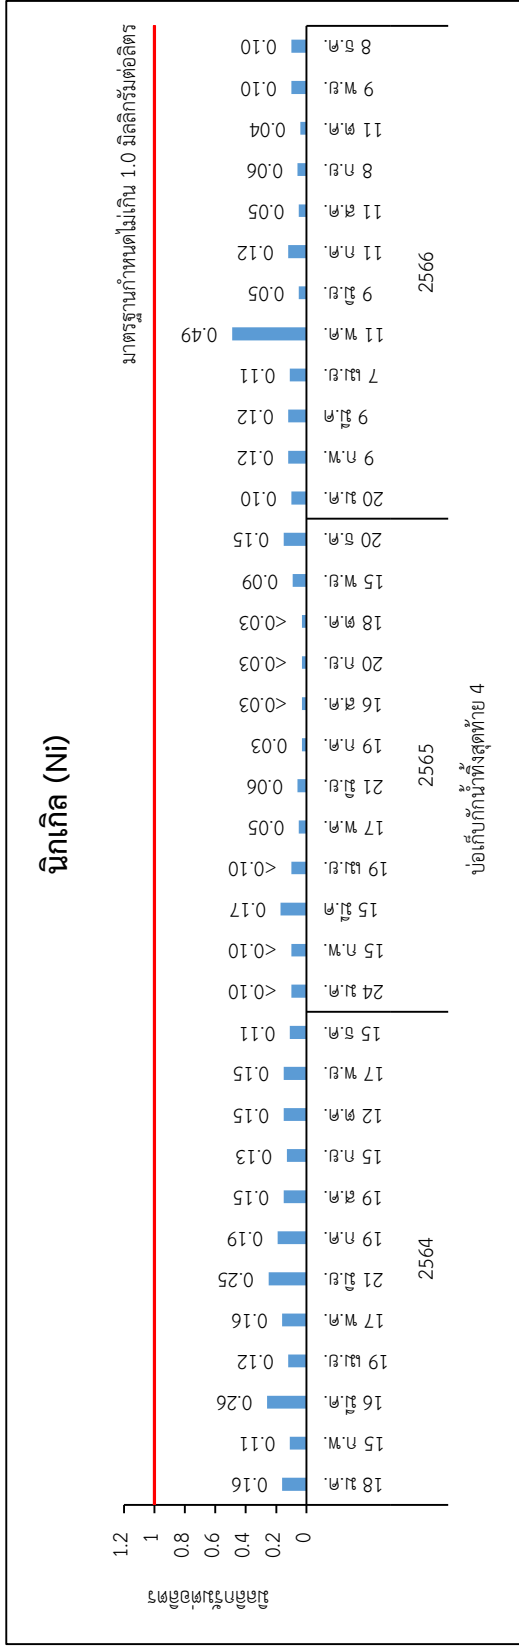 นิกเกิล (Ni)
มาตรฐานกำหนดไม่เกิน 1.0 มิลลิกรัมต่อลิตร
มิลลิกรัมต่อลิตร
1.2
1
0.8
0.6
0.4
0.2
0
0.16 0.11 0.26 0.12 0.16 0.25 0.19 0.15 0.13 0.15 0.15 0.11 <0.10 <0.10 0.17 <0.10 0.05 0.06 0.03 <0.03 <0.03 <0.03 0.09 0.15 0.10 0.12 0.12 0.11 0.49 0.05 0.12 0.05 0.06 0.04 0.10 0.10
18 ม.ค. 15 ก.พ. 16 มี.ค. 19 เม.ย. 17 พ.ค. 21 มิ.ย. 19 ก.ค. 19 ส.ค. 15 ก.ย. 12 ต.ค. 17 พ.ย. 15 ธ.ค. 24 ม.ค. 15 ก.พ. 15 มี.ค 19 เม.ย. 17 พ.ค. 21 มิ.ย. 19 ก.ค. 16 ส.ค. 20 ก.ย. 18 ต.ค. 15 พ.ย. 20 ธ.ค. 20 ม.ค. 9 ก.พ. 9 มี.ค 7 เม.ย. 11 พ.ค. 9 มิ.ย. 11 ก.ค. 11 ส.ค. 8 ก.ย. 11 ต.ค. 9 พ.ย. 8 ธ.ค.
2564 2565 2566
บ่อเก็บกักน้ำทิ้งสุดท้าย 4